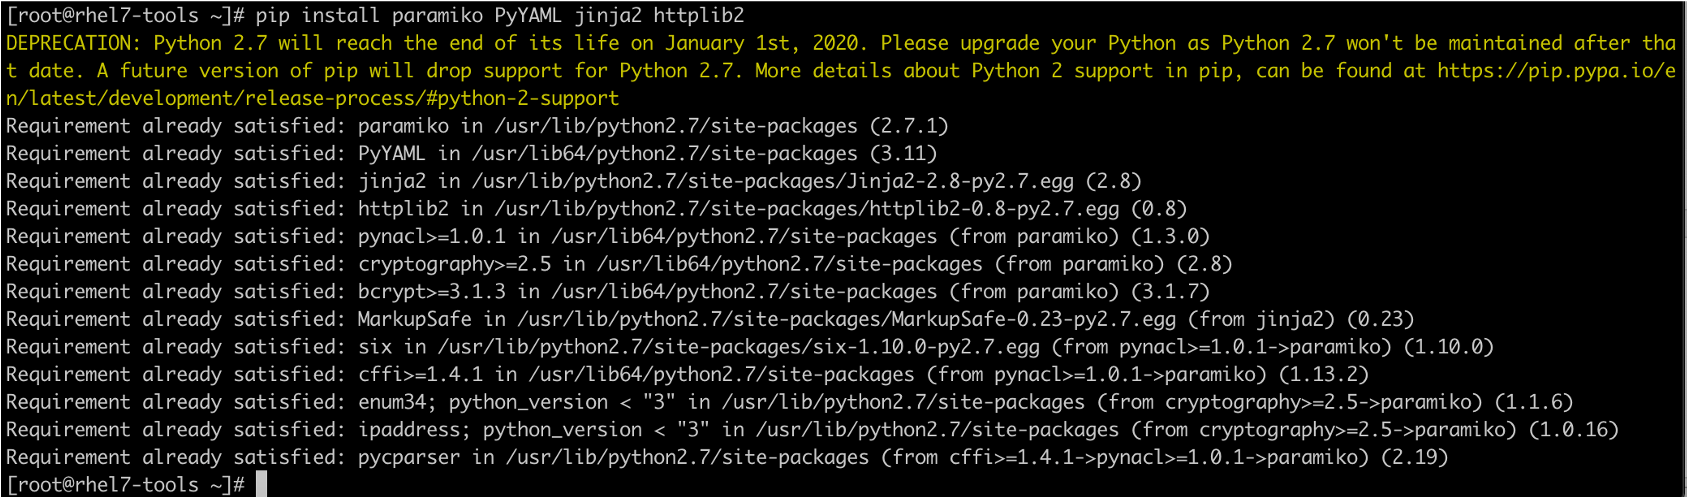 [root@rhel7-tools ~]# pip install paramiko PyYAML jinja2 httplib2
DEPRECATION: Python 2.7 will reach the end of its life on January 1st, 2020. Please upgrade your Python as Python 2.7 won't be maintained after tha
t date. A future version of pip will drop support for Python 2.7. More details about Python 2 support in pip, can be found at https://pip.pypa.io/e
n/latest/development/release-process/#python-2-support
Requirement already satisfied: paramiko in /usr/lib/python2.7/site-packages (2.7.1)
Requirement already satisfied: PyYAML in /usr/lib64/python2.7/site-packages (3.11)
Requirement already satisfied: jinja2 in /usr/lib/python2.7/site-packages/Jinja2-2.8-py2.7.egg (2.8)
Requirement already satisfied: httplib2 in /usr/lib/python2.7/site-packages/httplib2-0.8-py2.7.egg (0.8)
Requirement already satisfied: pynacl>=1.0.1 in /usr/lib64/python2.7/site-packages (from paramiko) (1.3.0)
Requirement already satisfied: cryptography>=2.5 in /usr/lib64/python2.7/site-packages (from paramiko) (2.8)
Requirement already satisfied: bcrypt>=3.1.3 in /usr/lib64/python2.7/site-packages (from paramiko) (3.1.7)
Requirement already satisfied: MarkupSafe in /usr/lib/python2.7/site-packages/MarkupSafe-0.23-py2.7.egg (from jinja2) (0.23)
Requirement already satisfied: six in /usr/lib/python2.7/site-packages/six-1.10.0-py2.7.egg (from pynacl>=1.0.1->paramiko) (1.10.0)
Requirement already satisfied: cffi>=1.4.1 in /usr/lib64/python2.7/site-packages (from pynacl>=1.0.1->paramiko) (1.13.2)
Requirement already satisfied: enum34; python_version < "3" in /usr/lib/python2.7/site-packages (from cryptography>=2.5->paramiko) (1.1.6)
Requirement already satisfied: ipaddress; python_version < "3" in /usr/lib/python2.7/site-packages (from cryptography>=2.5->paramiko) (1.0.16)
Requirement already satisfied: pycparser in /usr/lib/python2.7/site-packages (from cffi>=1.4.1->pynacl>=1.0.1->paramiko) (2.19)
[root@rhel7-tools ~]#